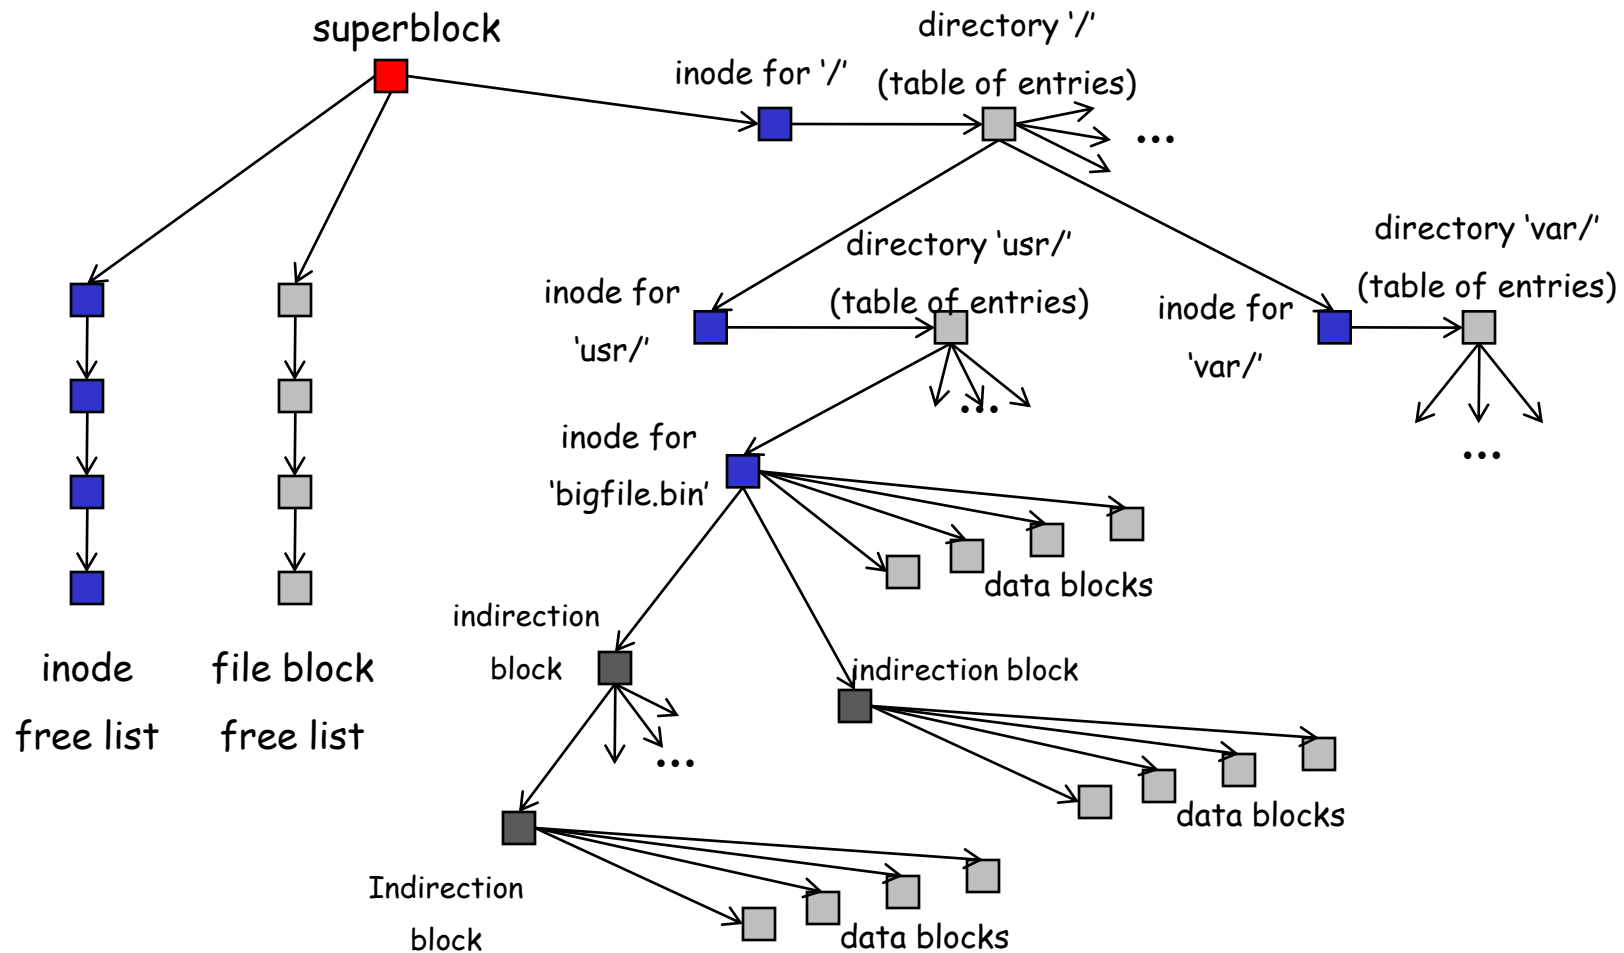 superblock
directory ‘/’
(table of entries)
inode for ‘/’
...
directory ‘usr/’
(table of entries)
inode for
‘usr/’
...
directory ‘var/’
(table of entries)
inode for
‘var/’
...
inode for
‘bigfile.bin’
data blocks
inode
free list
file block
free list
indirection
block
...
indirection block
data blocks
Indirection
block
data blocks